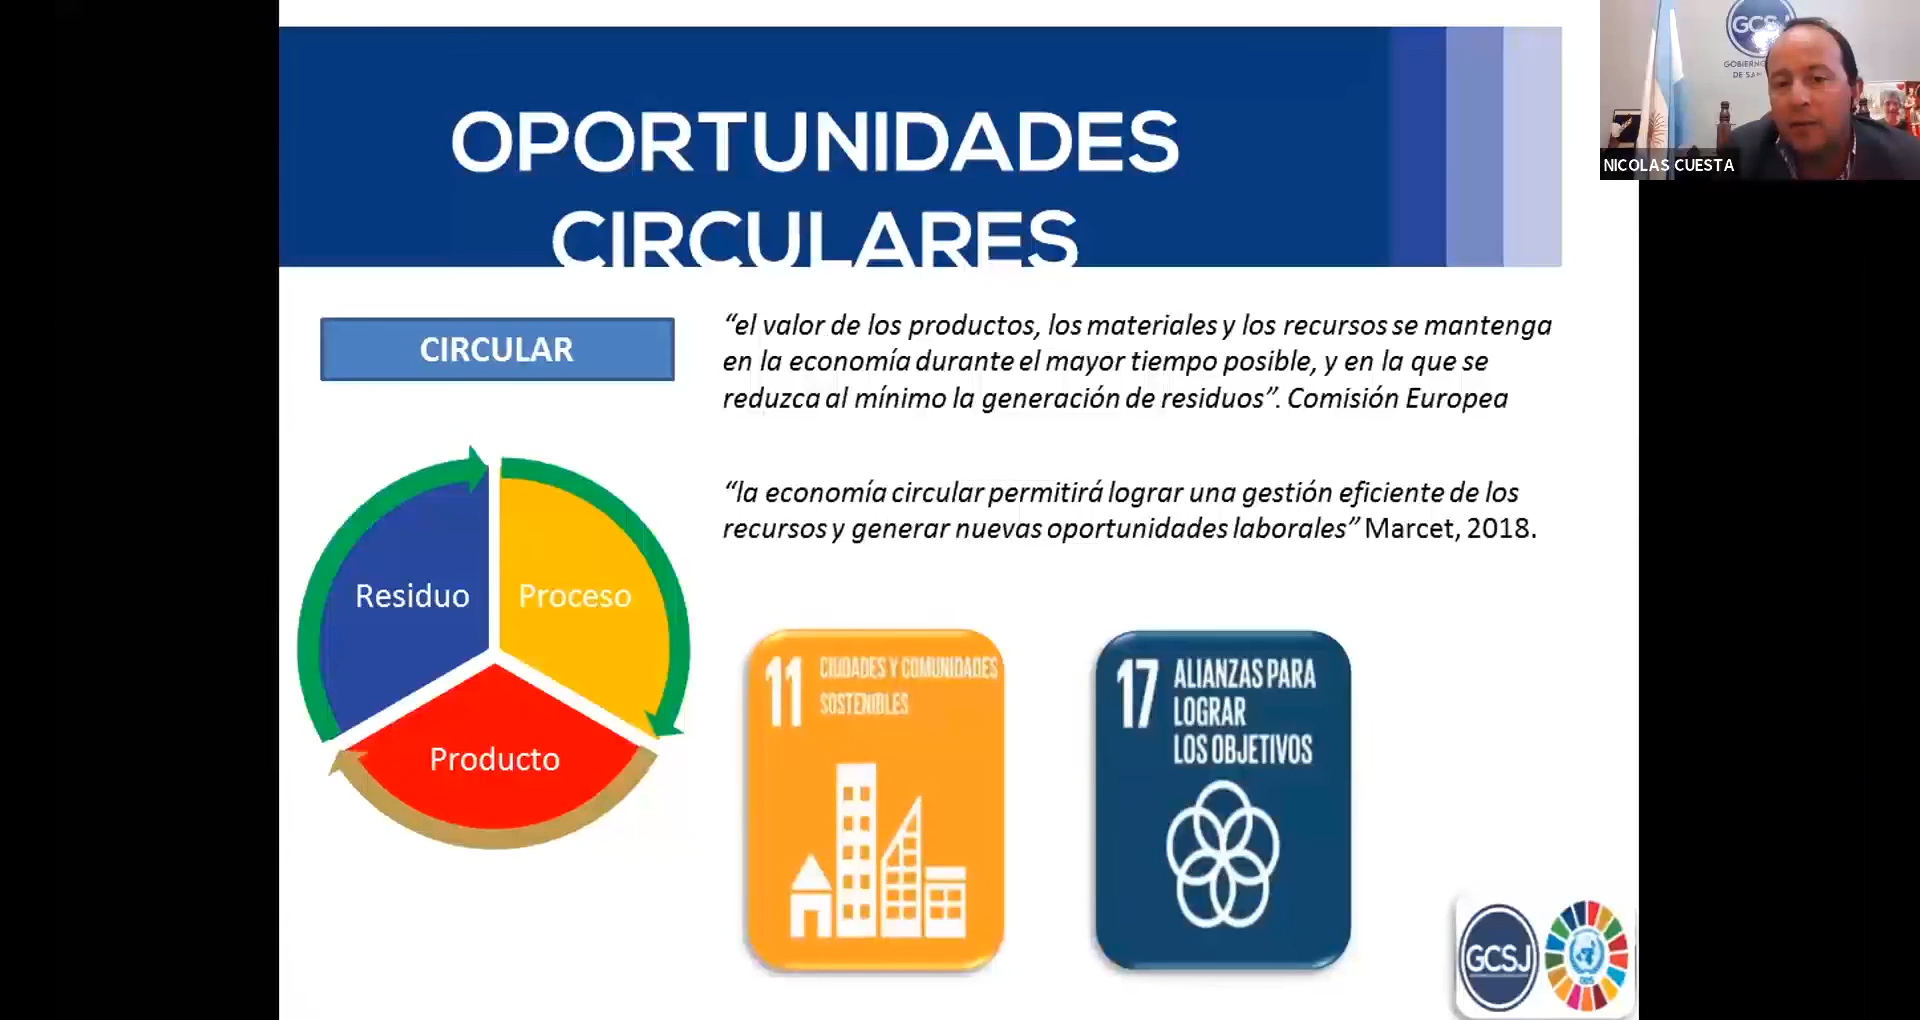 OPORTUNIDADES
CIRCULARES
GCSJ
NICOLAS CUESTA
CIRCULAR
“el valor de los productos, los materiales y los recursos se mantenga
en la economía durante el mayor tiempo posible, y en la que se
reduzca al mínimo la generación de residuos”. Comisión Europea
“la economía circular permitirá lograr una gestión eficiente de los
recursos y generar nuevas oportunidades laborales” Marcet, 2018.
Residuo
Proceso
Producto
11 CIUDADES Y COMUNIDADES
SOSTENIBLES
17 ALIANZAS PARA
LOGRAR
LOS OBJETIVOS
GCSJ